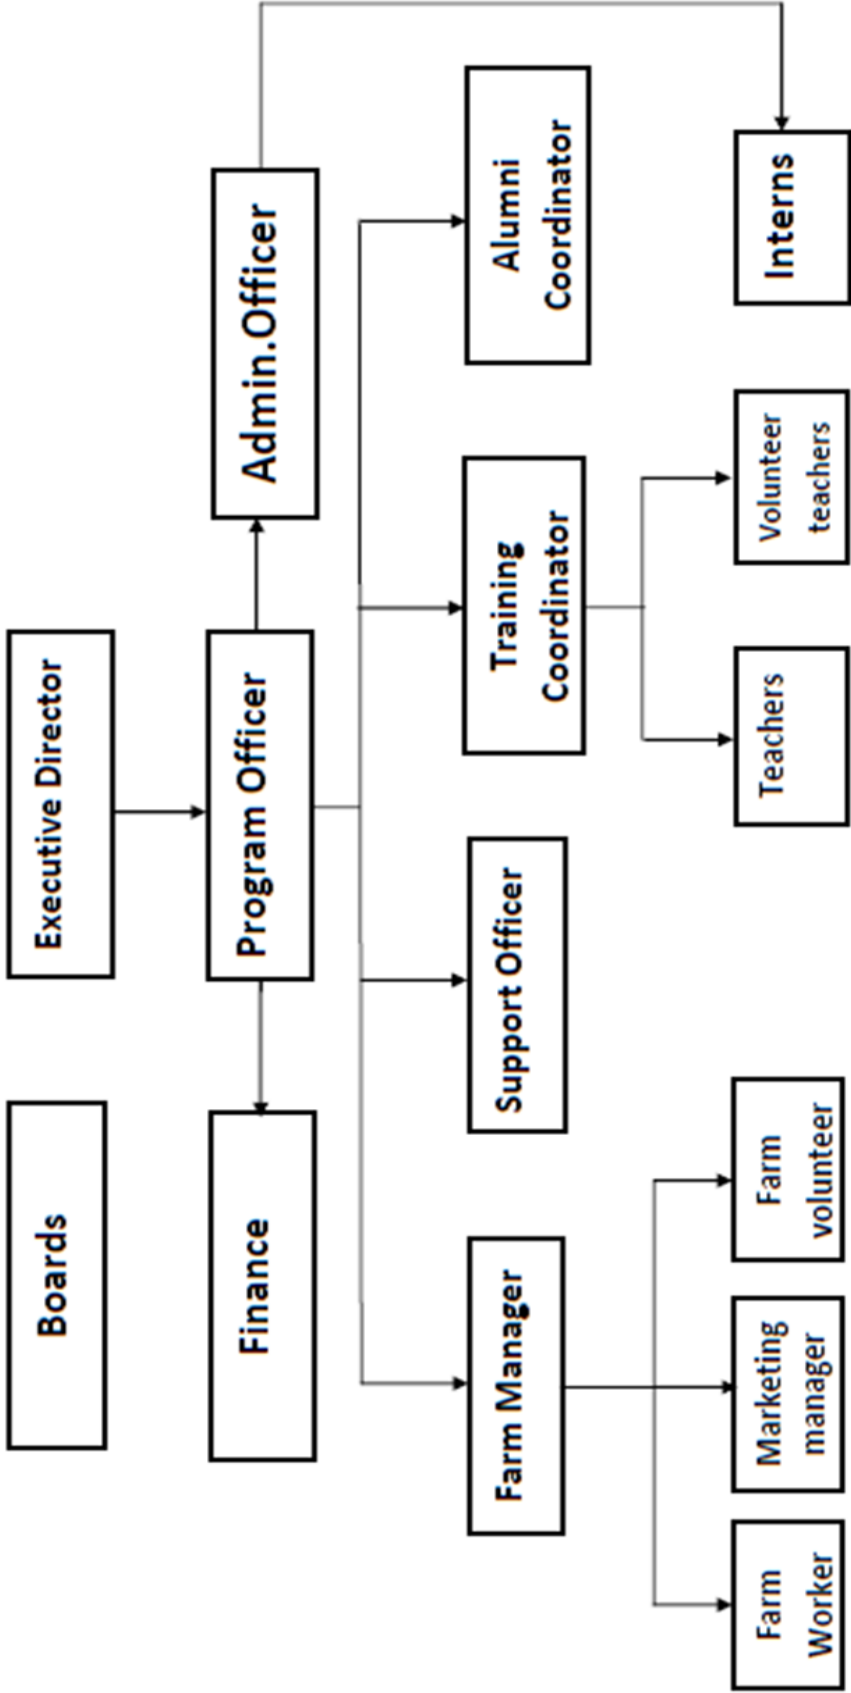 Boards
Executive Director
Finance
Program Officer
Admin.Officer
Farm Manager
Support Officer
Training
Coordinator
Alumni
Coordinator
Farm
Worker
Marketing
manager
Farm
volunteer
Teachers
Volunteer
teachers
Interns